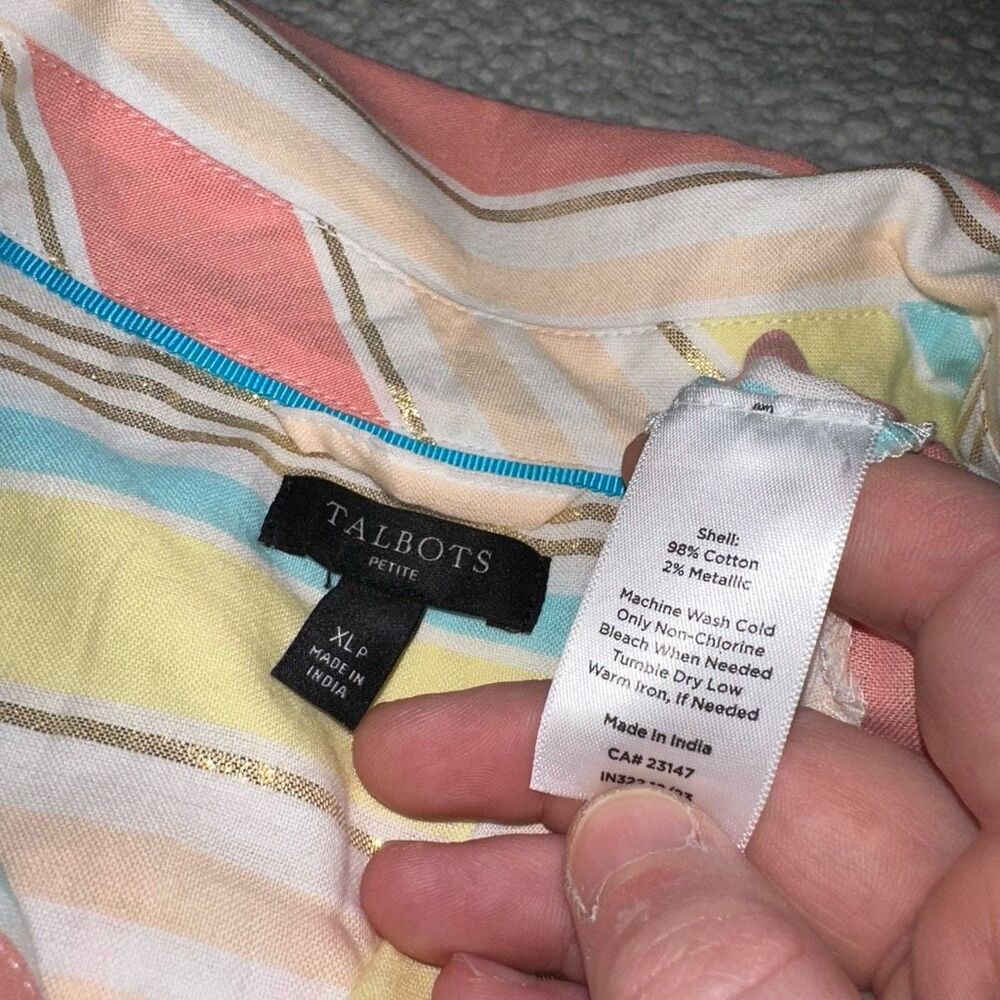 TALBOTS
PETITE
XL P
MADE IN
INDIA
Shell:
98% Cotton
2% Metallic
Machine Wash Cold
Only Non-Chlorine
Bleach When Needed
Tumble Dry Low
Warm Iron, If Needed
Made In India
CA# 23147